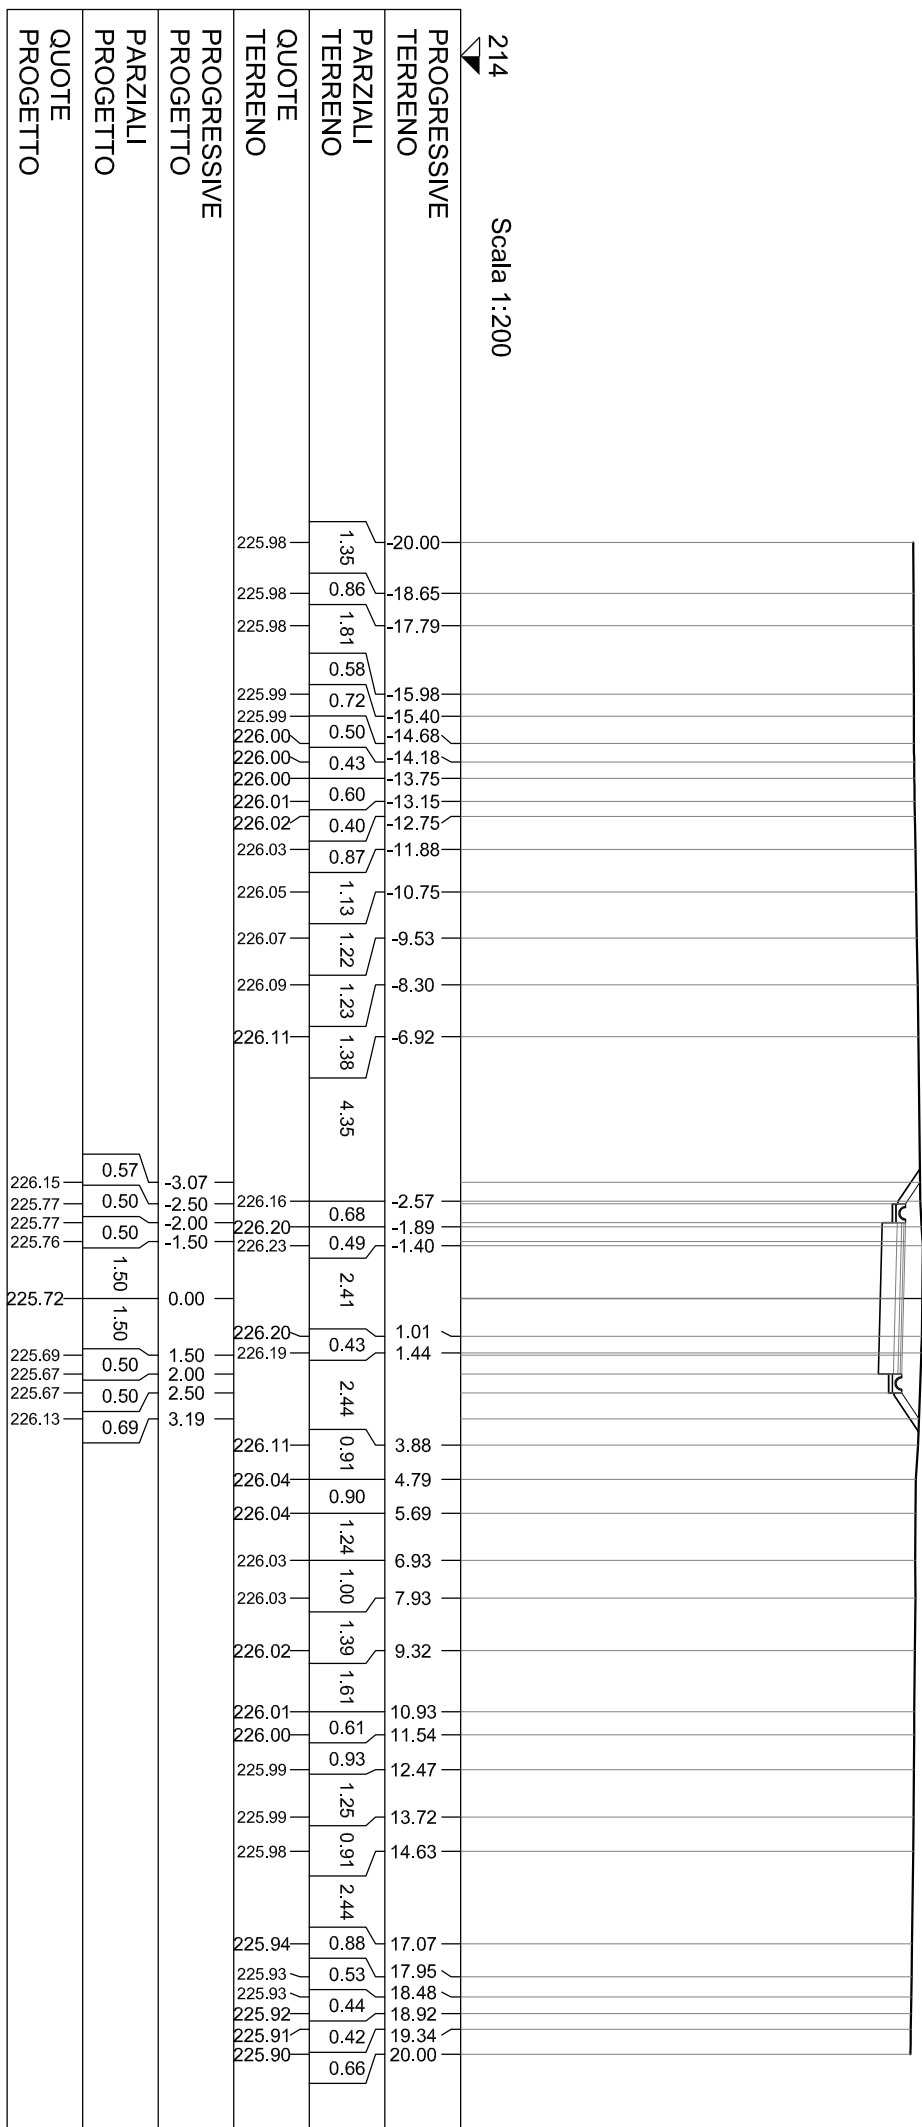 214
Scala 1:200
PROGRESSIVE
TERRENO
-20.00 -18.65 -17.79 -15.98 -15.40 -14.68 -14.18 -13.75 -13.15 -12.75 -11.88 -10.75 -9.53 -8.30 -6.92 -2.57 -1.89 -1.40 1.01 1.44 3.88 4.79 5.69 6.93 7.93 9.32 10.93 11.54 12.47 13.72 14.63 17.07 17.95 18.48 18.92 19.34 20.00
PARZIALI
TERRENO
1.35 0.86 1.81 0.58 0.72 0.50 0.43 0.60 0.40 0.87 1.13 1.22 1.23 1.38 4.35 0.68 0.49 2.41 0.43 2.44 0.91 0.90 1.24 1.00 1.39 1.61 0.61 0.93 1.25 0.91 2.44 0.88 0.53 0.44 0.42 0.66
QUOTE
TERRENO
225.98 225.98 225.98 225.99 225.99 226.00 226.00 226.00 226.01 226.02 226.03 226.05 226.07 226.09 226.11 226.16 226.20 226.23 226.20 226.19 226.11 226.04 226.04 226.03 226.03 226.02 226.01 226.00 225.99 225.99 225.98 225.94 225.93 225.93 225.92 225.91 225.90
PROGRESSIVE
PROGETTO
-3.07 -2.50 -2.00 -1.50 0.00 1.50 2.00 2.50 3.19
PARZIALI
PROGETTO
0.57 0.50 0.50 1.50 1.50 0.50 0.50 0.69
QUOTE
PROGETTO
226.15 225.77 225.77 225.76 225.72 225.69 225.67 225.67 226.13